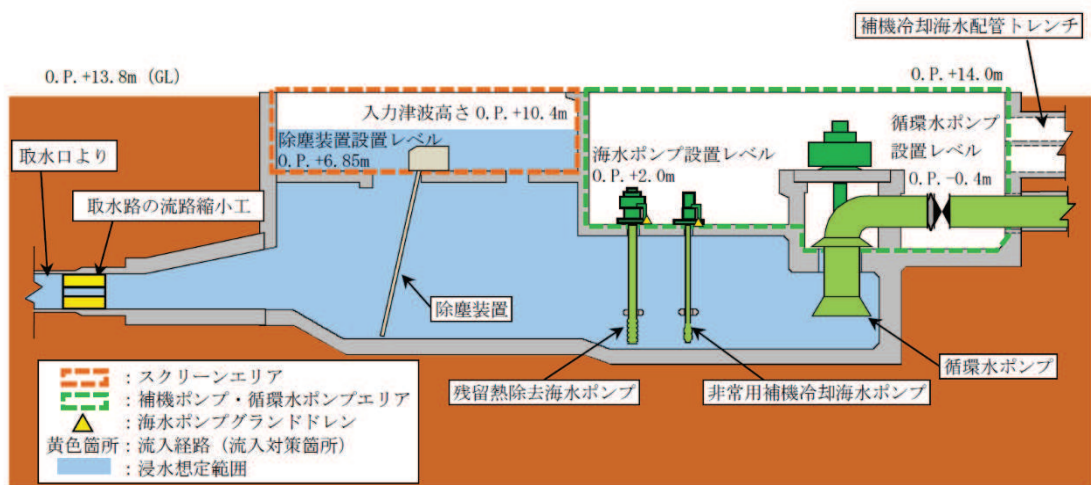 補機冷却海水配管トレンチ
O.P.+13.8m (GL)
O.P.+14.0m
入力津波高さ O.P.+10.4m
除塵装置設置レベル
O.P.+6.85m
循環水ポンプ
設置レベル
O.P.-0.4m
海水ポンプ設置レベル
O.P.+2.0m
取水口より
取水路の流路縮小工
除塵装置
残留熱除去海水ポンプ
非常用補機冷却海水ポンプ
循環水ポンプ
：スクリーンエリア
：補機ポンプ・循環水ポンプエリア
：海水ポンプグランドドレン
黄色箇所：流入経路（流入対策箇所）
：浸水想定範囲